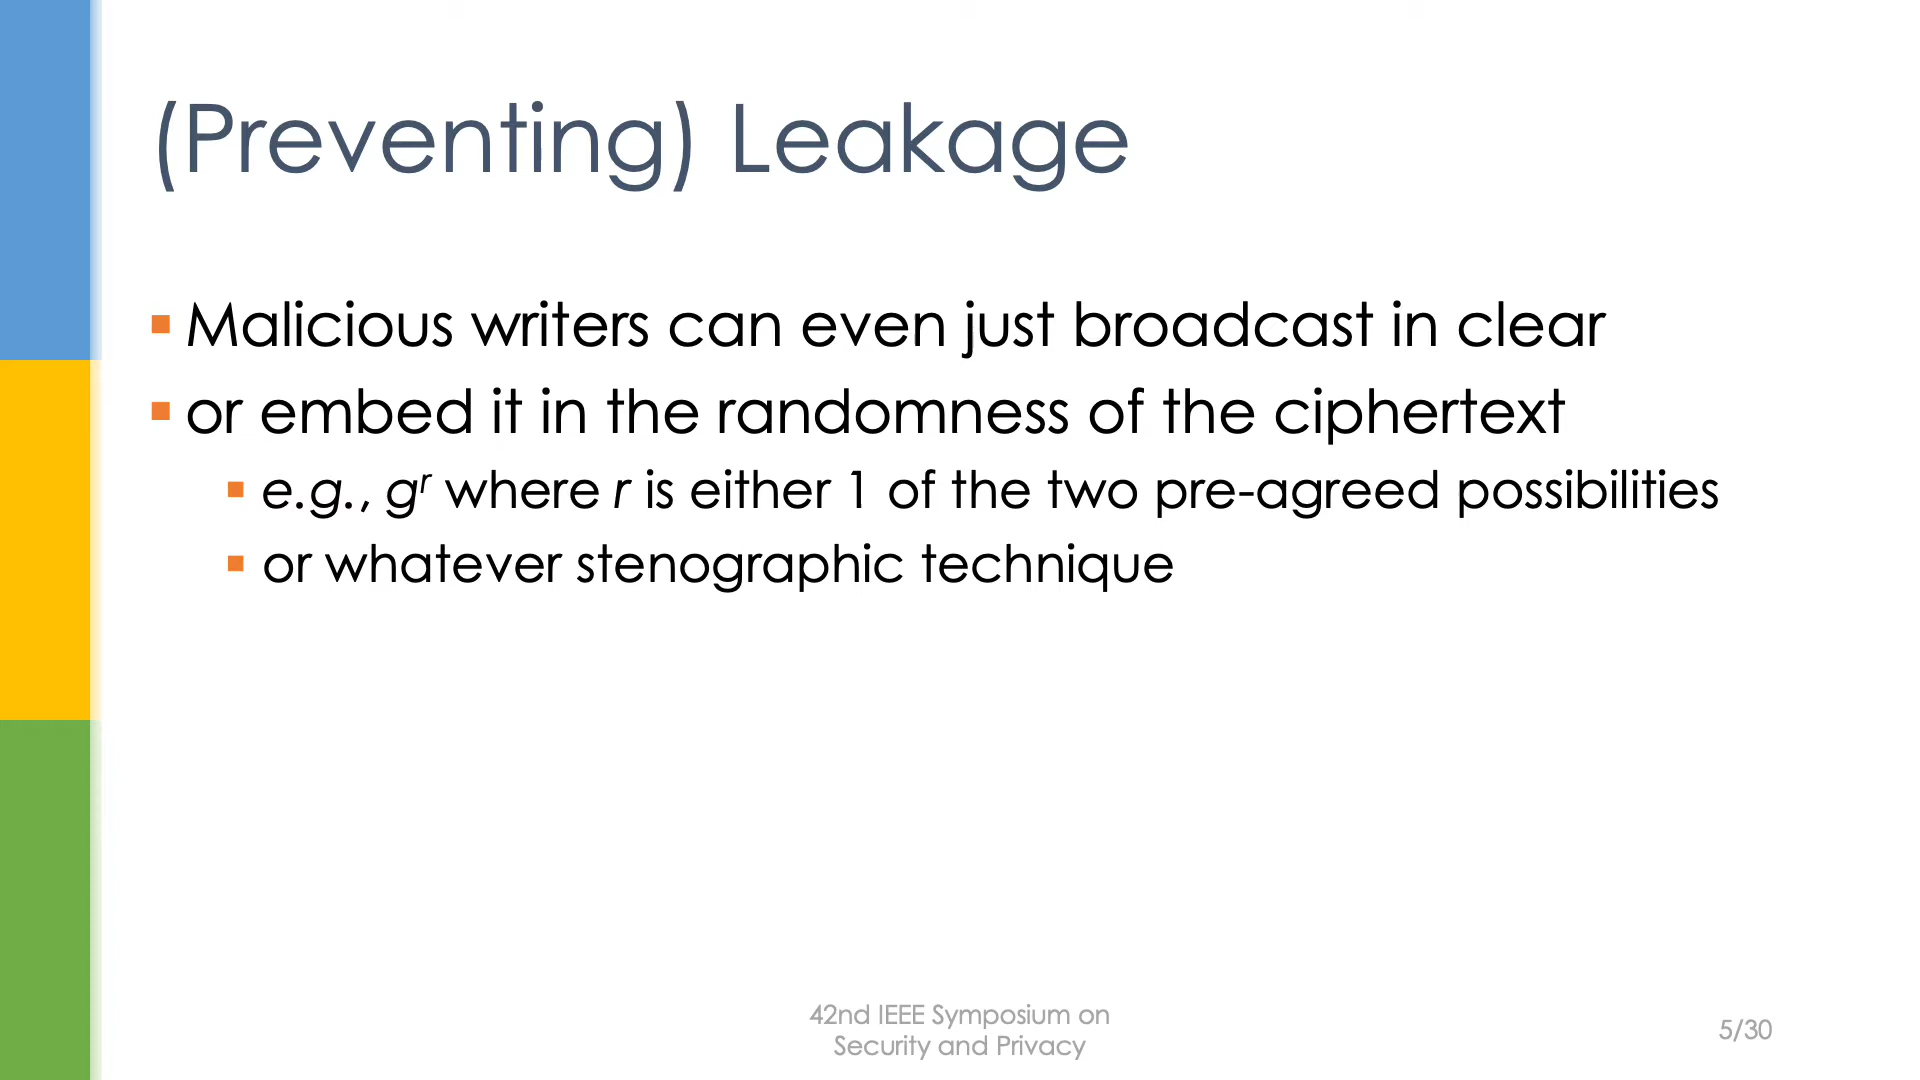 (Preventing) Leakage
▪ Malicious writers can even just broadcast in clear
▪ or embed it in the randomness of the ciphertext
▪ e.g., gʳ where r is either 1 of the two pre-agreed possibilities
▪ or whatever stenographic technique
42nd IEEE Symposium on
Security and Privacy
5/30